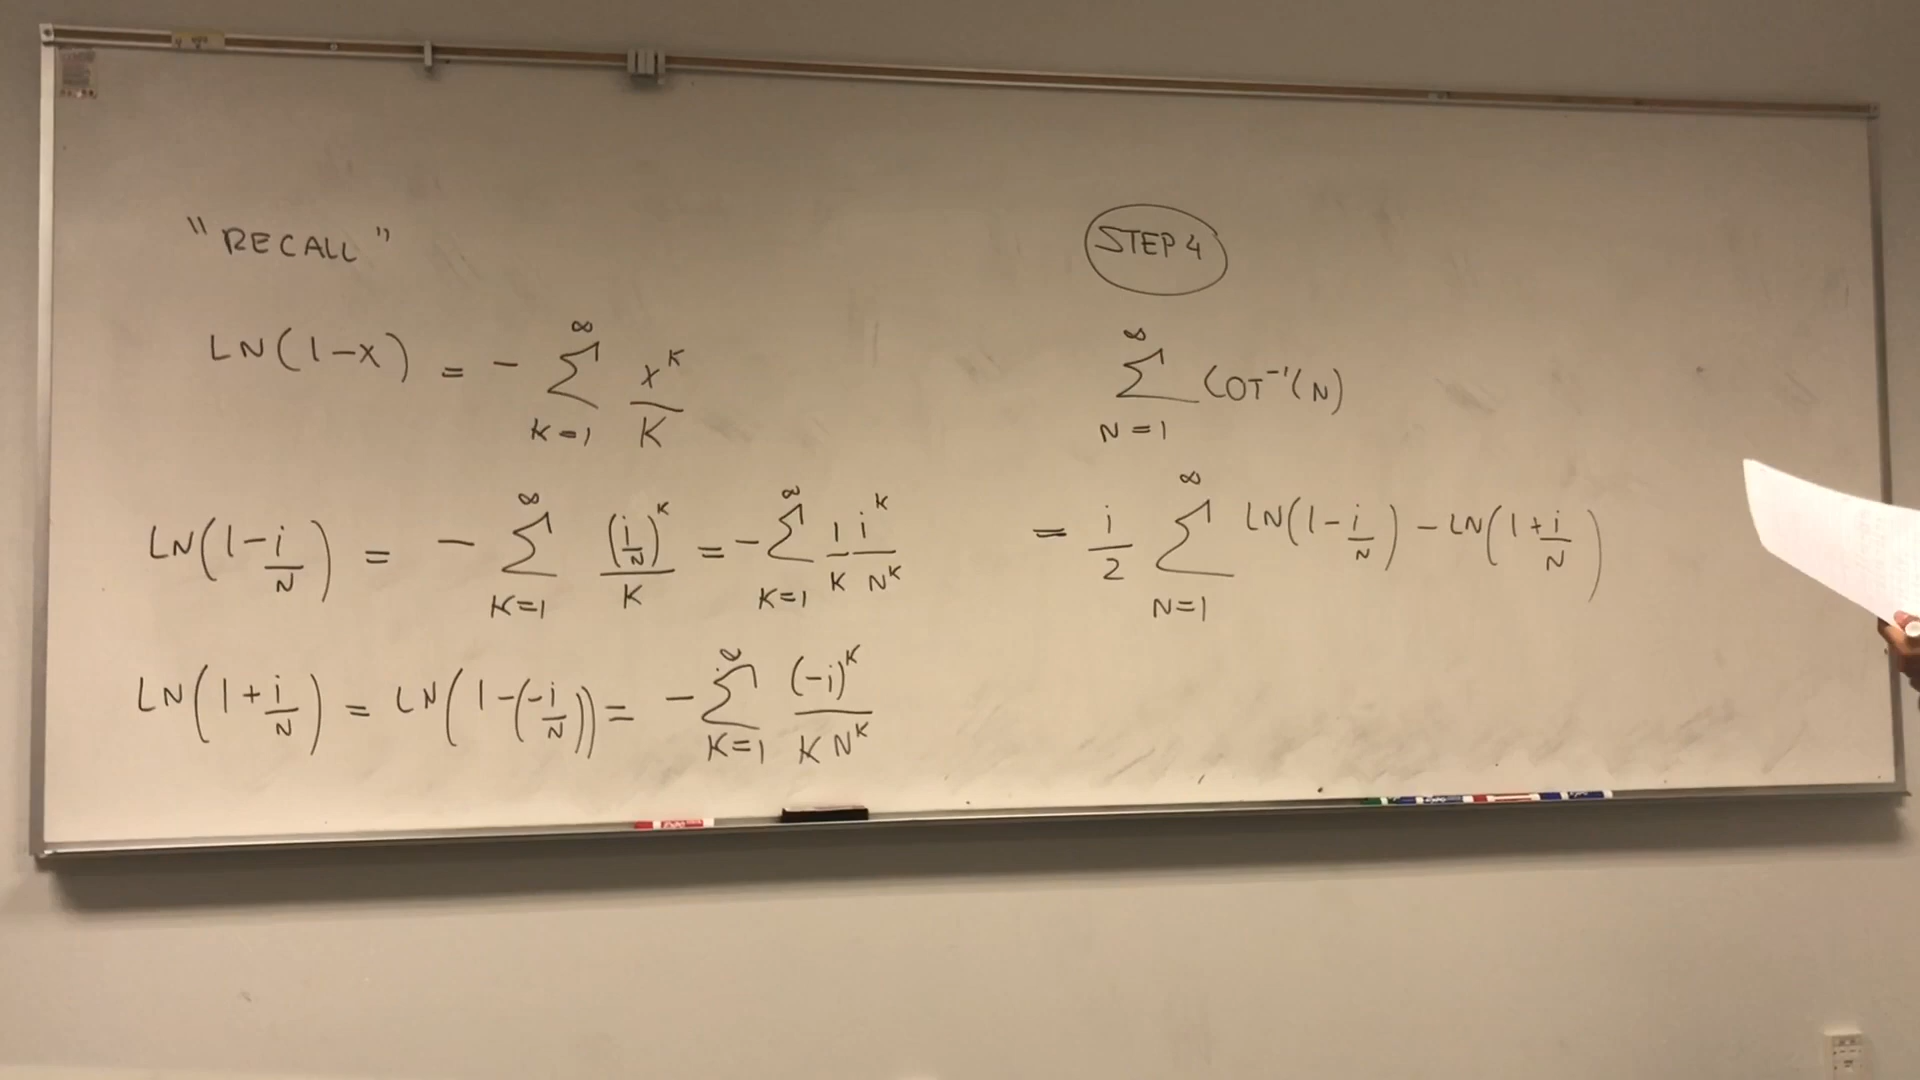 "RECALL"
LN(1-x) = - ∞∑K=1 x^K/K
LN(1-i/N) = - ∞∑K=1 (i/N)^K/K = - ∞∑K=1 1/K i^K/N^K
LN(1+i/N) = LN(1-(-i/N)) = - ∞∑K=1 (-i)^K/K N^K
STEP 4
∞∑N=1 COT^-1(N)
= i/2 ∞∑N=1 LN(1-i/N) - LN(1+i/N)